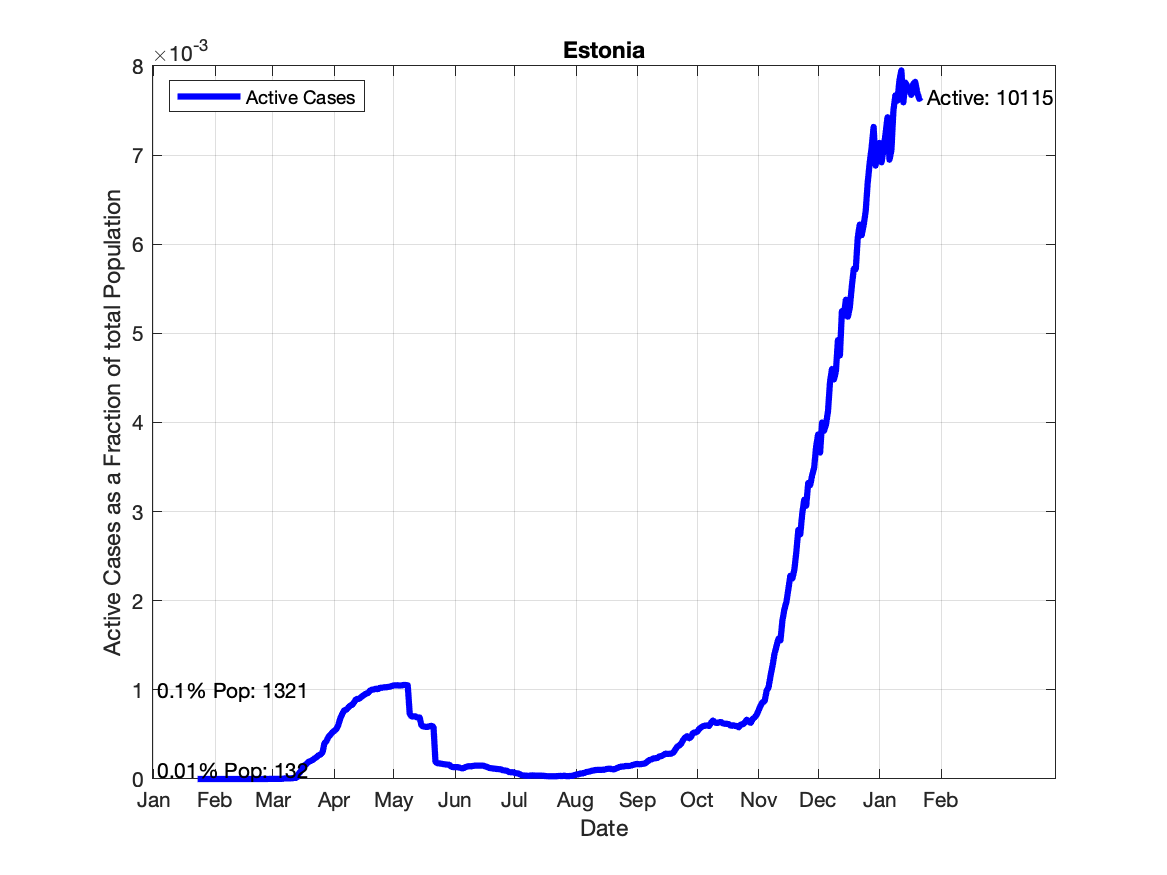 Estonia
×10-3
8
7
6
5
4
3
2
1
0
Active Cases
Active: 10115
0.1% Pop: 1321
0.01% Pop: 132
Active Cases as a Fraction of total Population
Jan Feb Mar Apr May Jun Jul Aug Sep Oct Nov Dec Jan Feb
Date